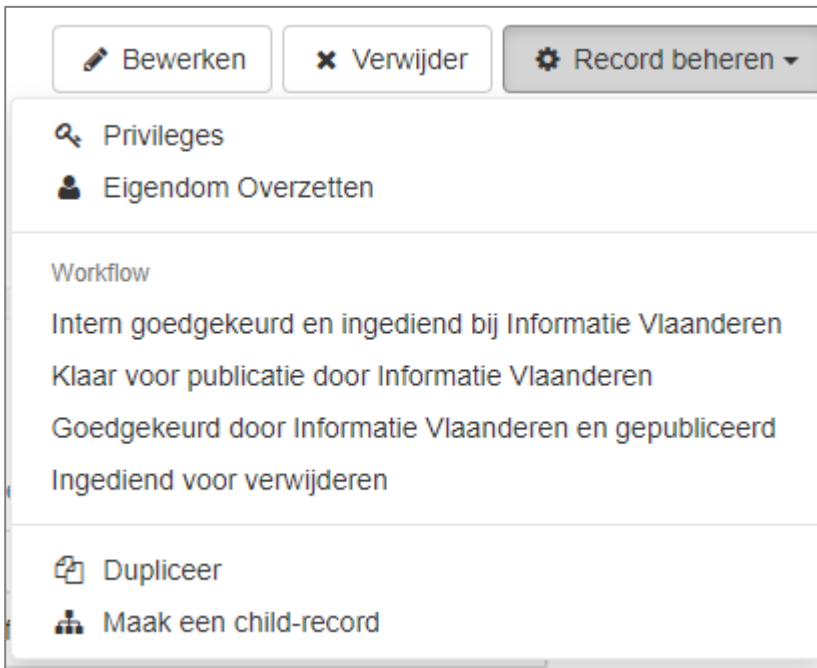 Bewerken Verwijder Record beheren
Privileges
Eigendom Overzetten
Workflow
Intern goedgekeurd en ingediend bij Informatie Vlaanderen
Klaar voor publicatie door Informatie Vlaanderen
Goedgekeurd door Informatie Vlaanderen en gepubliceerd
Ingediend voor verwijderen
Dupliceer
Maak een child-record